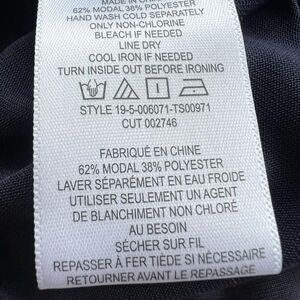 MADE IN
62% MODAL 38% POLYESTER
HAND WASH COLD SEPARATELY
ONLY NON-CHLORINE
BLEACH IF NEEDED
LINE DRY
COOL IRON IF NEEDED
TURN INSIDE OUT BEFORE IRONING
STYLE 19-5-006071-TS00971
CUT 002746
FABRIQUÉ EN CHINE
62% MODAL 38% POLYESTER
LAVER SÉPARÉMENT EN EAU FROIDE
UTILISER SEULEMENT UN AGENT
DE BLANCHIMENT NON CHLORÉ
AU BESOIN
SÉCHER SUR FIL
REPASSER À FER TIÈDE SI NÉCESSAIRE
RETOURNER AVANT LE REPASSAGE